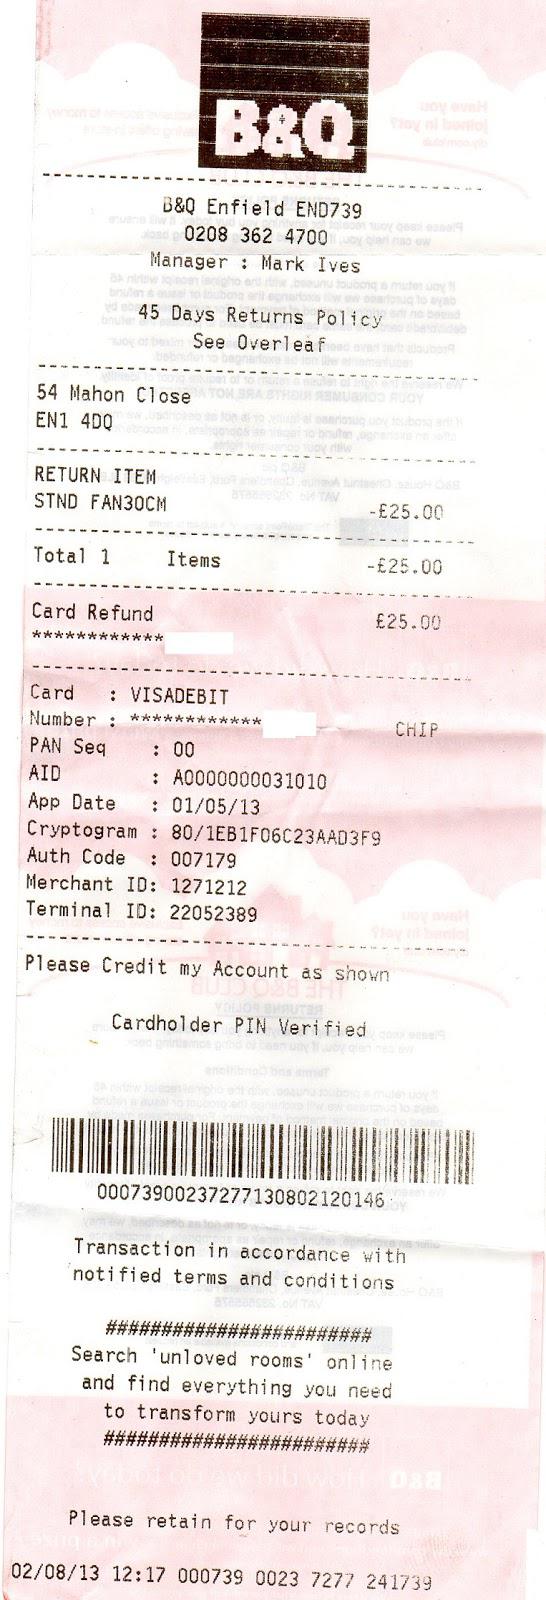 B&Q
B&Q Enfield END739
0208 362 4700
Manager : Mark Ives
45 Days Returns Policy
See Overleaf
54 Mahon Close
EN1 4DQ
RETURN ITEM
STND FAN30CM -£25.00
Total 1 Items -£25.00
Card Refund £25.00
************
Card : VISADEBIT
Number : ************ CHIP
PAN Seq : 00
AID : A0000000031010
App Date : 01/05/13
Cryptogram : 80/1EB1F06C23AAD3F9
Auth Code : 007179
Merchant ID: 1271212
Terminal ID: 22052389
Please Credit my Account as shown
Cardholder PIN Verified
000739002372771308021201​46
Transaction in accordance with
notified terms and conditions
########################
Search 'unloved rooms' online
and find everything you need
to transform yours today
########################
Please retain for your records
02/08/13 12:17 000739 0023 7277 241739